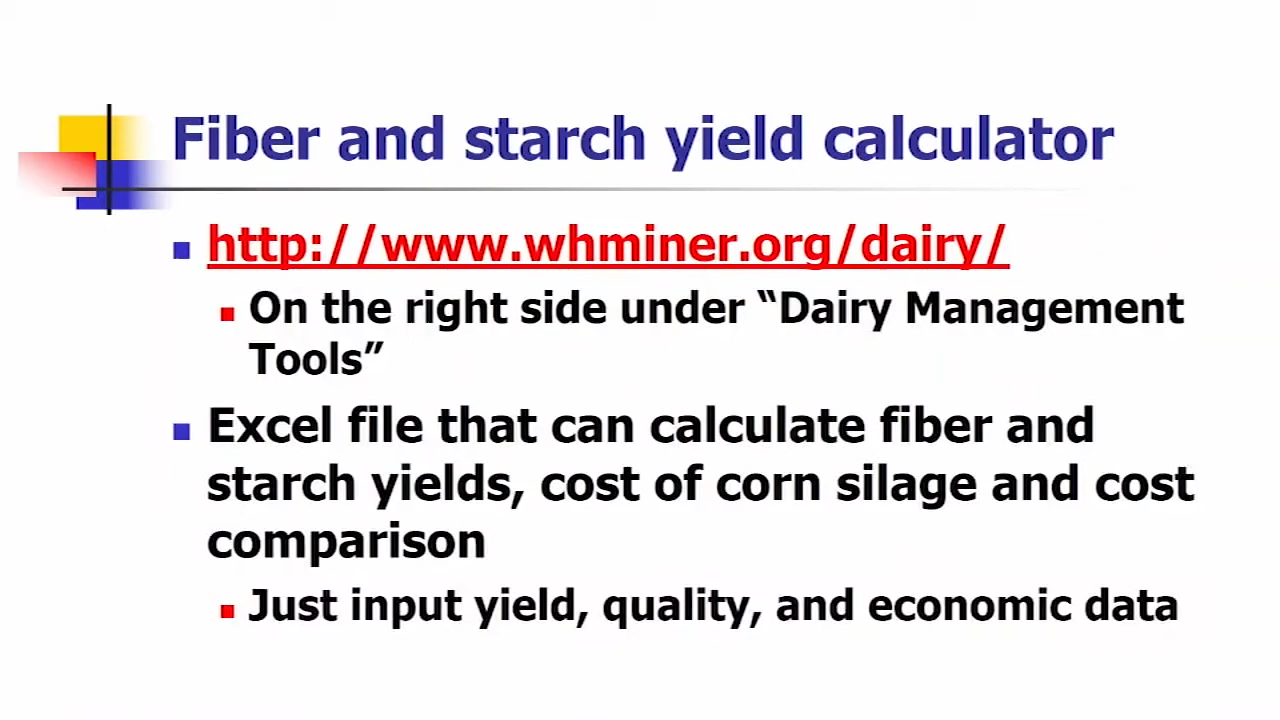 Fiber and starch yield calculator
http://www.whminer.org/dairy/
On the right side under “Dairy Management
Tools”
Excel file that can calculate fiber and
starch yields, cost of corn silage and cost
comparison
Just input yield, quality, and economic data